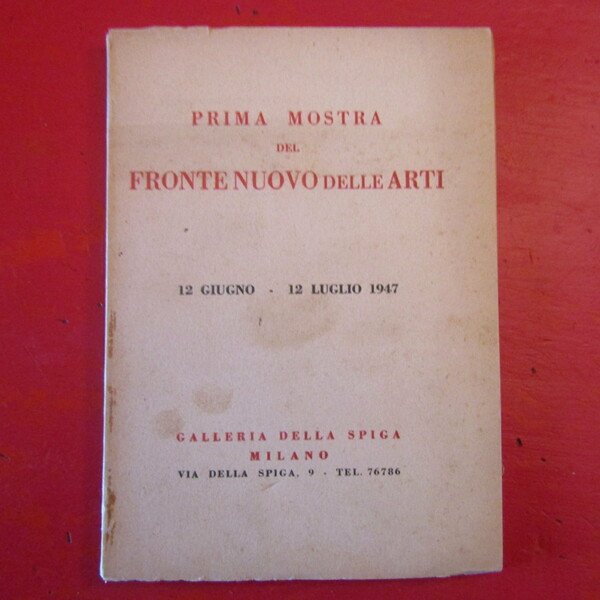 PRIMA MOSTRA
DEL
FRONTE NUOVO DELLE ARTI
12 GIUGNO - 12 LUGLIO 1947
GALLERIA DELLA SPIGA
MILANO
VIA DELLA SPIGA, 9 - TEL. 76786